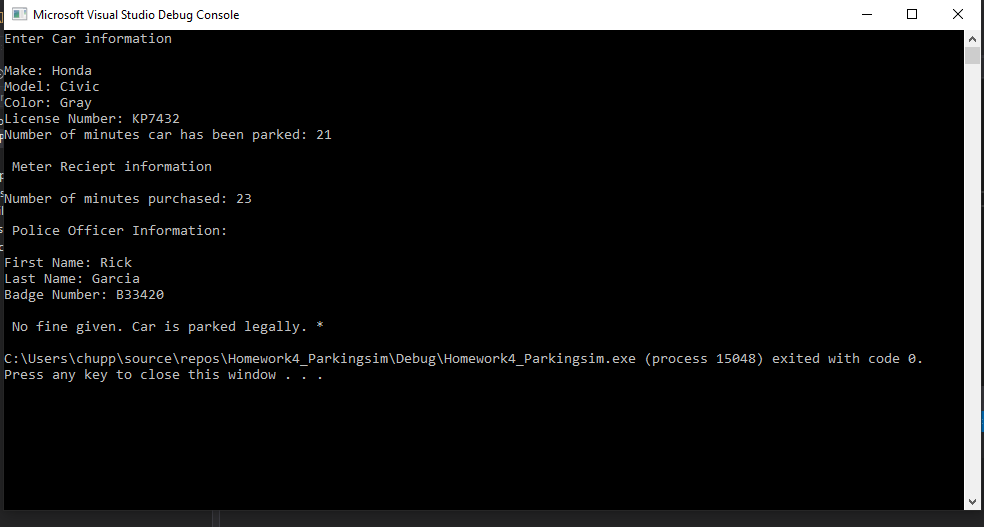 Microsoft Visual Studio Debug Console
Enter Car information
Make: Honda
Model: Civic
Color: Gray
License Number: KP7432
Number of minutes car has been parked: 21
Meter Reciept information
Number of minutes purchased: 23
Police Officer Information:
First Name: Rick
Last Name: Garcia
Badge Number: B33420
No fine given. Car is parked legally. *
C:\Users\chupp\source\repos\Homework4_Parkingsim\Debug\Homework4_Parkingsim.exe (process 15048) exited with code 0.
Press any key to close this window . . .